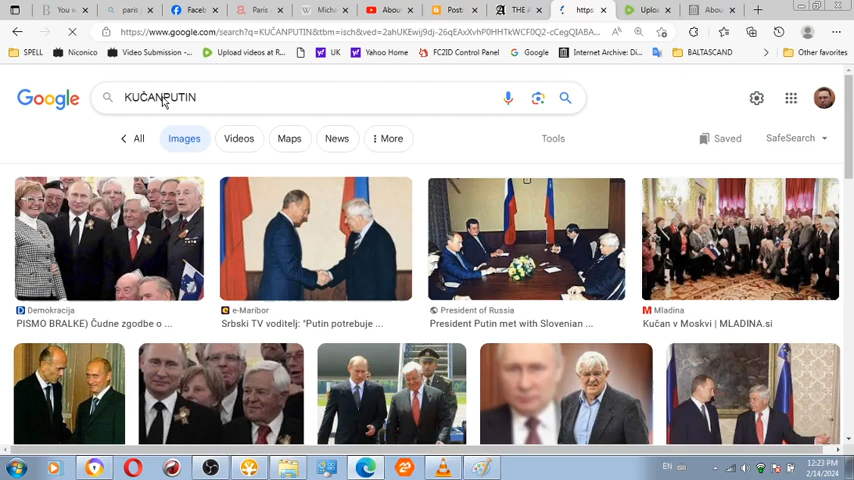 You w
paris
Faceb
Paris
Micha
Abou
Posts
THE A
https
Uploa
Abou
https://www.google.com/search?q=KUČANPUTIN&tbm=isch&ved=2ahUKEwij9dj-26qEAxXvhP0HHTkWCF0Q2-cCegQIABA...
SPELL
Niconico
Video Submission -...
Upload videos at R...
UK
Yahoo Home
FC2ID Control Panel
Google
Internet Archive: Di...
BALTASCAND
Other favorites
Google
KUČANPUTIN
All
Images
Videos
Maps
News
More
Tools
Saved
SafeSearch
Demokracija
PISMO BRALKE) Čudne zgodbe o ...
e-Maribor
Srbski TV voditelj: "Putin potrebuje ...
President of Russia
President Putin met with Slovenian ...
Mladina
Kučan v Moskvi | MLADINA.si
EN
12:23 PM
2/14/2024